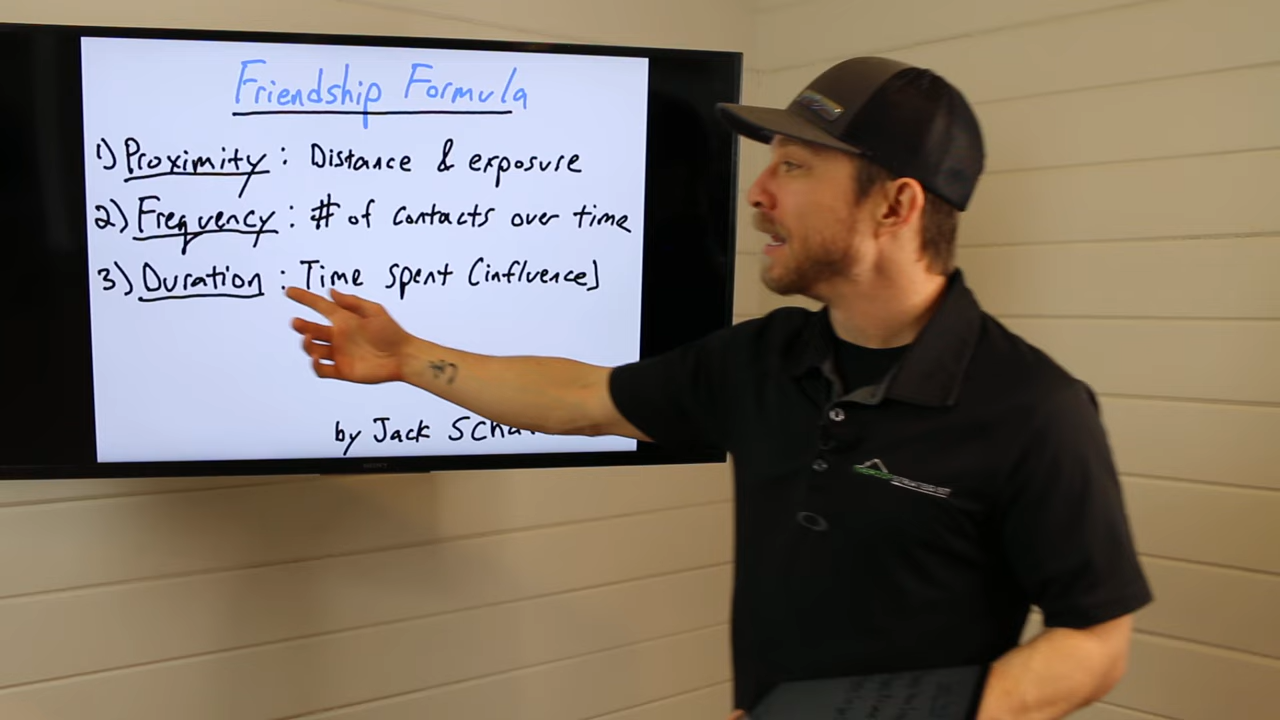 Friendship Formula
1) Proximity : Distance & exposure
2) Frequency : # of contacts over time
3) Duration : Time spent (influence)
by Jack
SONY